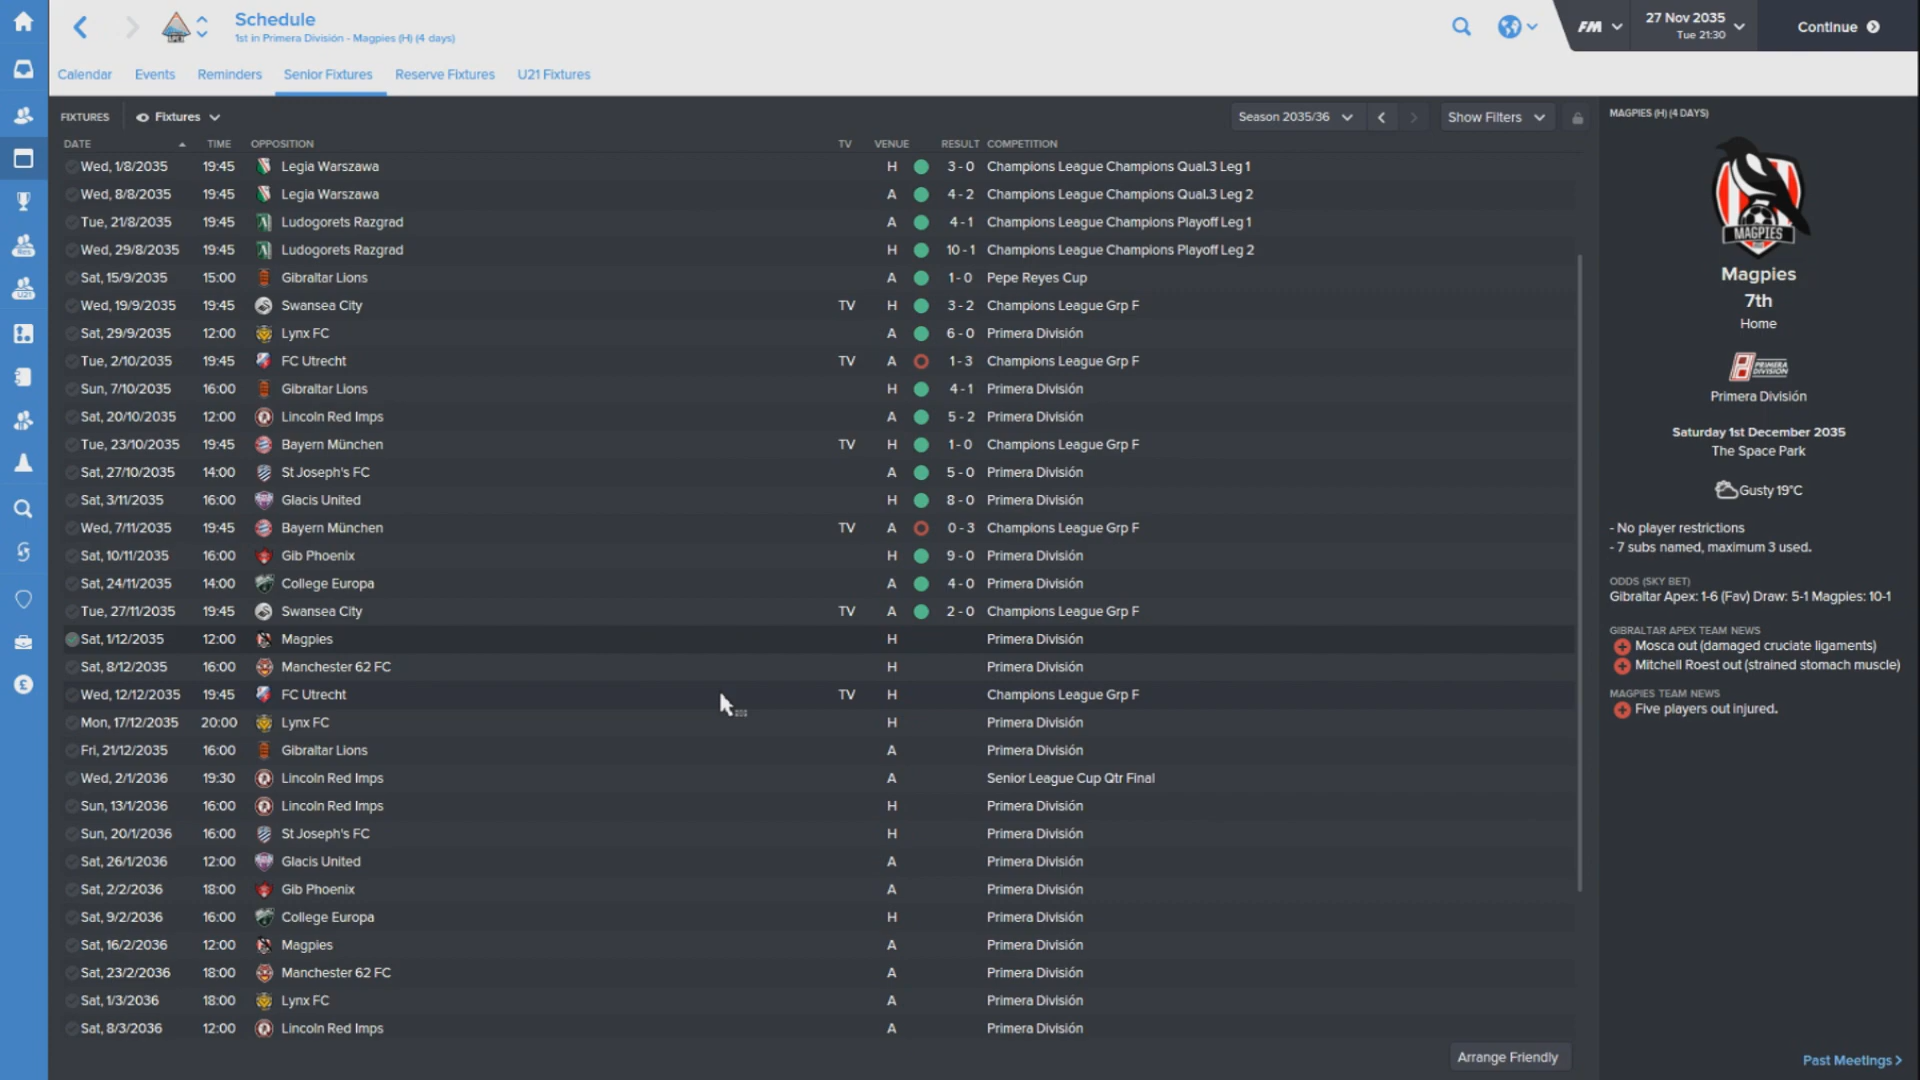 Schedule
1st in Primera División - Magpies (H) (4 days)
FM
27 Nov 2035
Tue 21:30
Continue
Calendar Events Reminders Senior Fixtures Reserve Fixtures U21 Fixtures
FIXTURES Fixtures Season 2035/36 Show Filters
DATE TIME OPPOSITION TV VENUE RESULT COMPETITION
Wed, 1/8/2035 19:45 Legia Warszawa H 3 - 0 Champions League Champions Qual.3 Leg 1
Wed, 8/8/2035 19:45 Legia Warszawa A 4 - 2 Champions League Champions Qual.3 Leg 2
Tue, 21/8/2035 19:45 Ludogorets Razgrad A 4 - 1 Champions League Champions Playoff Leg 1
Wed, 29/8/2035 19:45 Ludogorets Razgrad H 10 - 1 Champions League Champions Playoff Leg 2
Sat, 15/9/2035 15:00 Gibraltar Lions A 1 - 0 Pepe Reyes Cup
Wed, 19/9/2035 19:45 Swansea City TV H 3 - 2 Champions League Grp F
Sat, 29/9/2035 12:00 Lynx FC A 6 - 0 Primera División
Tue, 2/10/2035 19:45 FC Utrecht TV A 1 - 3 Champions League Grp F
Sun, 7/10/2035 16:00 Gibraltar Lions H 4 - 1 Primera División
Sat, 20/10/2035 12:00 Lincoln Red Imps A 5 - 2 Primera División
Tue, 23/10/2035 19:45 Bayern München TV H 1 - 0 Champions League Grp F
Sat, 27/10/2035 14:00 St Joseph's FC A 5 - 0 Primera División
Sat, 3/11/2035 16:00 Glacis United H 8 - 0 Primera División
Wed, 7/11/2035 19:45 Bayern München TV A 0 - 3 Champions League Grp F
Sat, 10/11/2035 16:00 Gib Phoenix H 9 - 0 Primera División
Sat, 24/11/2035 14:00 College Europa A 4 - 0 Primera División
Tue, 27/11/2035 19:45 Swansea City TV A 2 - 0 Champions League Grp F
Sat, 1/12/2035 12:00 Magpies H Primera División
Sat, 8/12/2035 16:00 Manchester 62 FC H Primera División
Wed, 12/12/2035 19:45 FC Utrecht TV H Champions League Grp F
Mon, 17/12/2035 20:00 Lynx FC H Primera División
Fri, 21/12/2035 16:00 Gibraltar Lions A Primera División
Wed, 2/1/2036 19:30 Lincoln Red Imps A Senior League Cup Qtr Final
Sun, 13/1/2036 16:00 Lincoln Red Imps H Primera División
Sun, 20/1/2036 16:00 St Joseph's FC H Primera División
Sat, 26/1/2036 12:00 Glacis United A Primera División
Sat, 2/2/2036 18:00 Gib Phoenix A Primera División
Sat, 9/2/2036 16:00 College Europa H Primera División
Sat, 16/2/2036 12:00 Magpies A Primera División
Sat, 23/2/2036 18:00 Manchester 62 FC A Primera División
Sat, 1/3/2036 18:00 Lynx FC A Primera División
Sat, 8/3/2036 12:00 Lincoln Red Imps A Primera División
Arrange Friendly
MAGPIES (H) (4 DAYS)
MAGPIES
Magpies
7th
Home
PRIMERA
DIVISIÓN
Primera División
Saturday 1st December 2035
The Space Park
Gusty 19°C
- No player restrictions
- 7 subs named, maximum 3 used.
ODDS (SKY BET)
Gibraltar Apex: 1-6 (Fav) Draw: 5-1 Magpies: 10-1
GIBRALTAR APEX TEAM NEWS
Mosca out (damaged cruciate ligaments)
Mitchell Roest out (strained stomach muscle)
MAGPIES TEAM NEWS
Five players out injured.
Past Meetings >